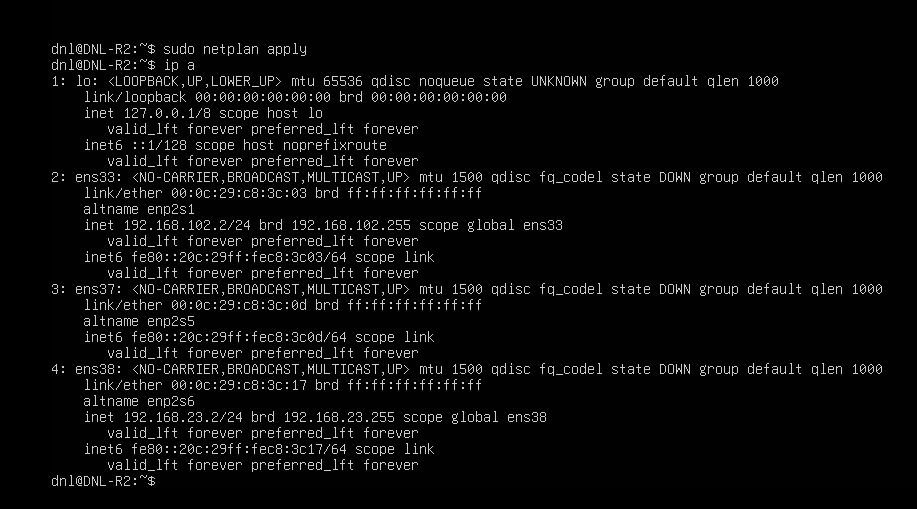 dnl@DNL-R2:~$ sudo netplan apply
dnl@DNL-R2:~$ ip a
1: lo: <LOOPBACK,UP,LOWER_UP> mtu 65536 qdisc noqueue state UNKNOWN group default qlen 1000
    link/loopback 00:00:00:00:00:00 brd 00:00:00:00:00:00
    inet 127.0.0.1/8 scope host lo
       valid_lft forever preferred_lft forever
    inet6 ::1/128 scope host noprefixroute
       valid_lft forever preferred_lft forever
2: ens33: <NO-CARRIER,BROADCAST,MULTICAST,UP> mtu 1500 qdisc fq_codel state DOWN group default qlen 1000
    link/ether 00:0c:29:c8:3c:03 brd ff:ff:ff:ff:ff:ff
    altname enp2s1
    inet 192.168.102.2/24 brd 192.168.102.255 scope global ens33
       valid_lft forever preferred_lft forever
    inet6 fe80::20c:29ff:fec8:3c03/64 scope link
       valid_lft forever preferred_lft forever
3: ens37: <NO-CARRIER,BROADCAST,MULTICAST,UP> mtu 1500 qdisc fq_codel state DOWN group default qlen 1000
    link/ether 00:0c:29:c8:3c:0d brd ff:ff:ff:ff:ff:ff
    altname enp2s5
    inet6 fe80::20c:29ff:fec8:3c0d/64 scope link
       valid_lft forever preferred_lft forever
4: ens38: <NO-CARRIER,BROADCAST,MULTICAST,UP> mtu 1500 qdisc fq_codel state DOWN group default qlen 1000
    link/ether 00:0c:29:c8:3c:17 brd ff:ff:ff:ff:ff:ff
    altname enp2s6
    inet 192.168.23.2/24 brd 192.168.23.255 scope global ens38
       valid_lft forever preferred_lft forever
    inet6 fe80::20c:29ff:fec8:3c17/64 scope link
       valid_lft forever preferred_lft forever
dnl@DNL-R2:~$